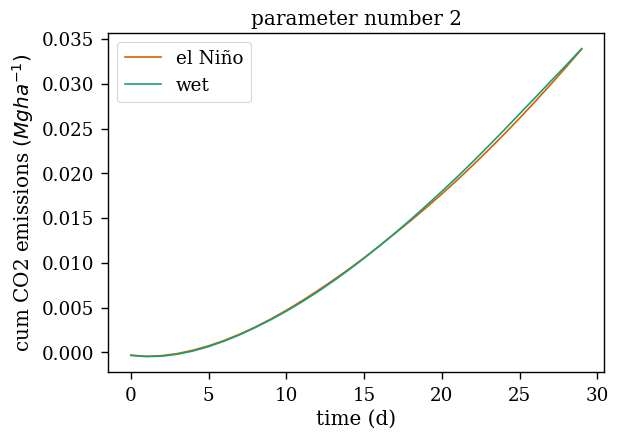 parameter number 2
el Niño
wet
cum CO2 emissions (Mgha⁻¹)
0.035
0.030
0.025
0.020
0.015
0.010
0.005
0.000
0 5 10 15 20 25 30
time (d)